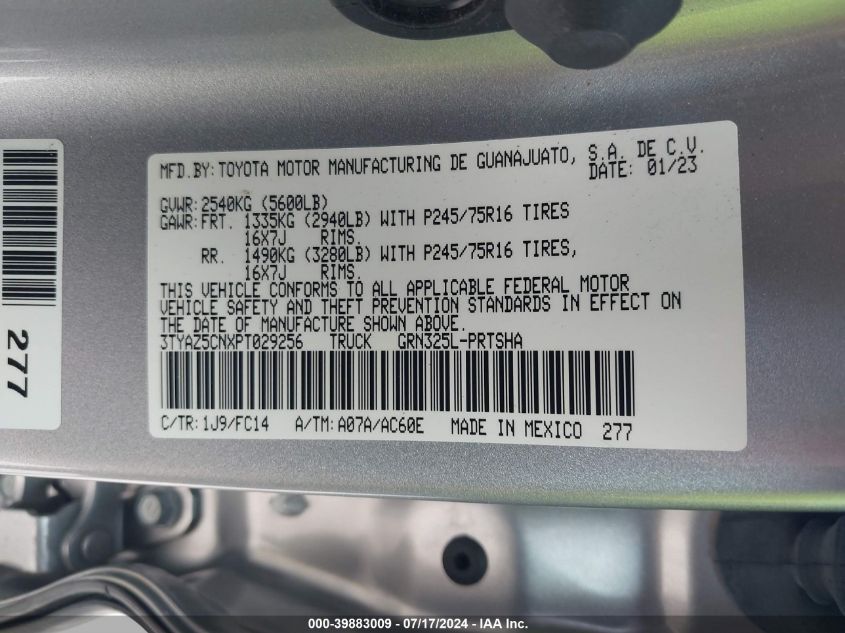 MFD.BY: TOYOTA MOTOR MANUFACTURING DE GUANAJUATO, S.A. DE C.V.
DATE: 01/23
GVWR: 2540KG (5600LB)
GAWR: FRT. 1335KG (2940LB) WITH P245/75R16 TIRES
16X7J RIMS.
RR. 1490KG (3280LB) WITH P245/75R16 TIRES,
16X7J RIMS.
THIS VEHICLE CONFORMS TO ALL APPLICABLE FEDERAL MOTOR
VEHICLE SAFETY AND THEFT PREVENTION STANDARDS IN EFFECT ON
THE DATE OF MANUFACTURE SHOWN ABOVE.
3TYAZ5CNXPT029256 TRUCK GRN325L-PRTSHA
C/TR: 1J9/FC14 A/TM: A07A/AC60E MADE IN MEXICO 277
277
000-39883009 - 07/17/2024 - IAA Inc.